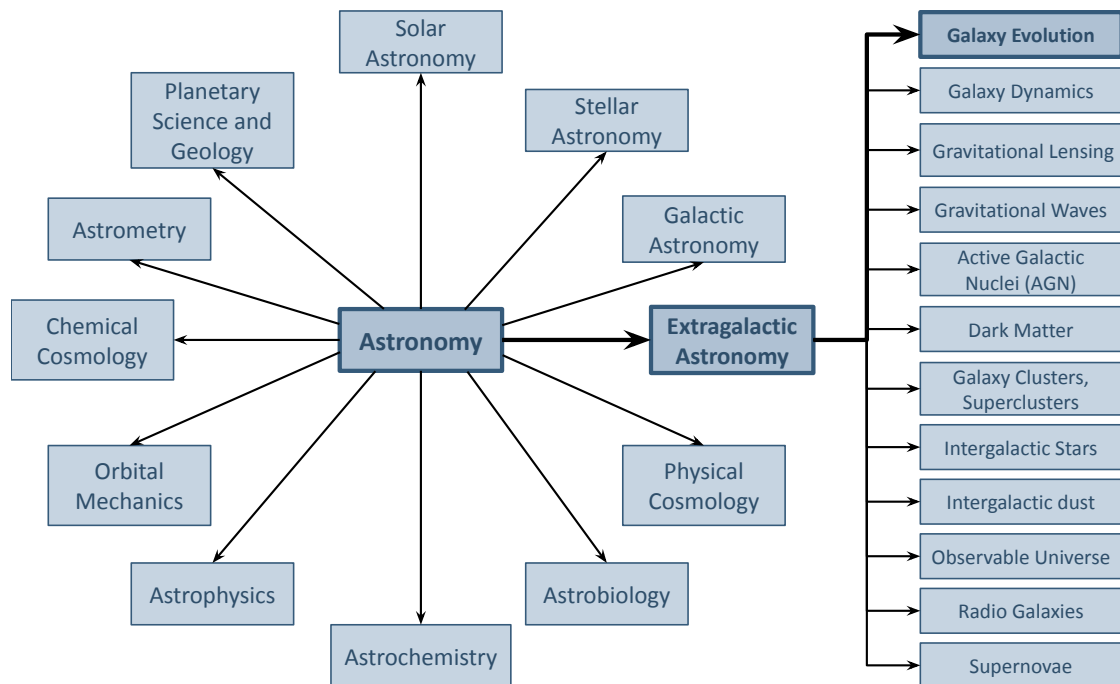 Solar
Astronomy
Planetary
Science and
Geology
Stellar
Astronomy
Astrometry
Galactic
Astronomy
Chemical
Cosmology
Astronomy
Extragalactic
Astronomy
Orbital
Mechanics
Physical
Cosmology
Astrophysics
Astrobiology
Astrochemistry
Galaxy Evolution
Galaxy Dynamics
Gravitational Lensing
Gravitational Waves
Active Galactic
Nuclei (AGN)
Dark Matter
Galaxy Clusters,
Superclusters
Intergalactic Stars
Intergalactic dust
Observable Universe
Radio Galaxies
Supernovae